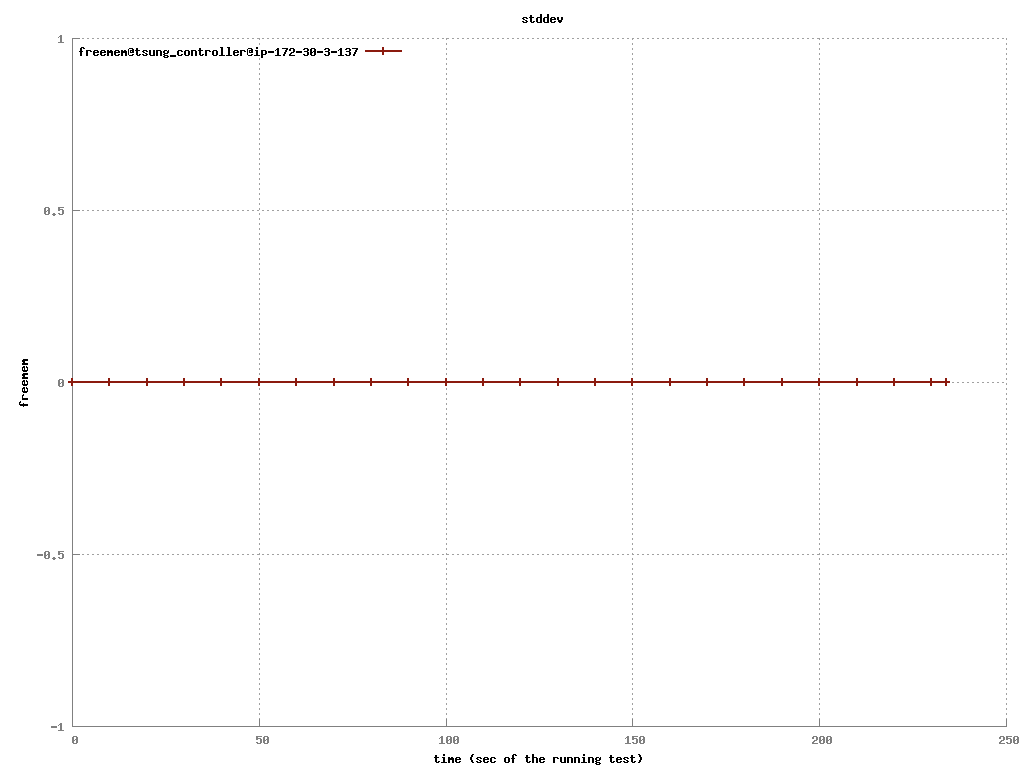 stddev
freemem@tsung_controller@ip-172-30-3-137
1
0.5
0
-0.5
-1
freemem
0 50 100 150 200 250
time (sec of the running test)